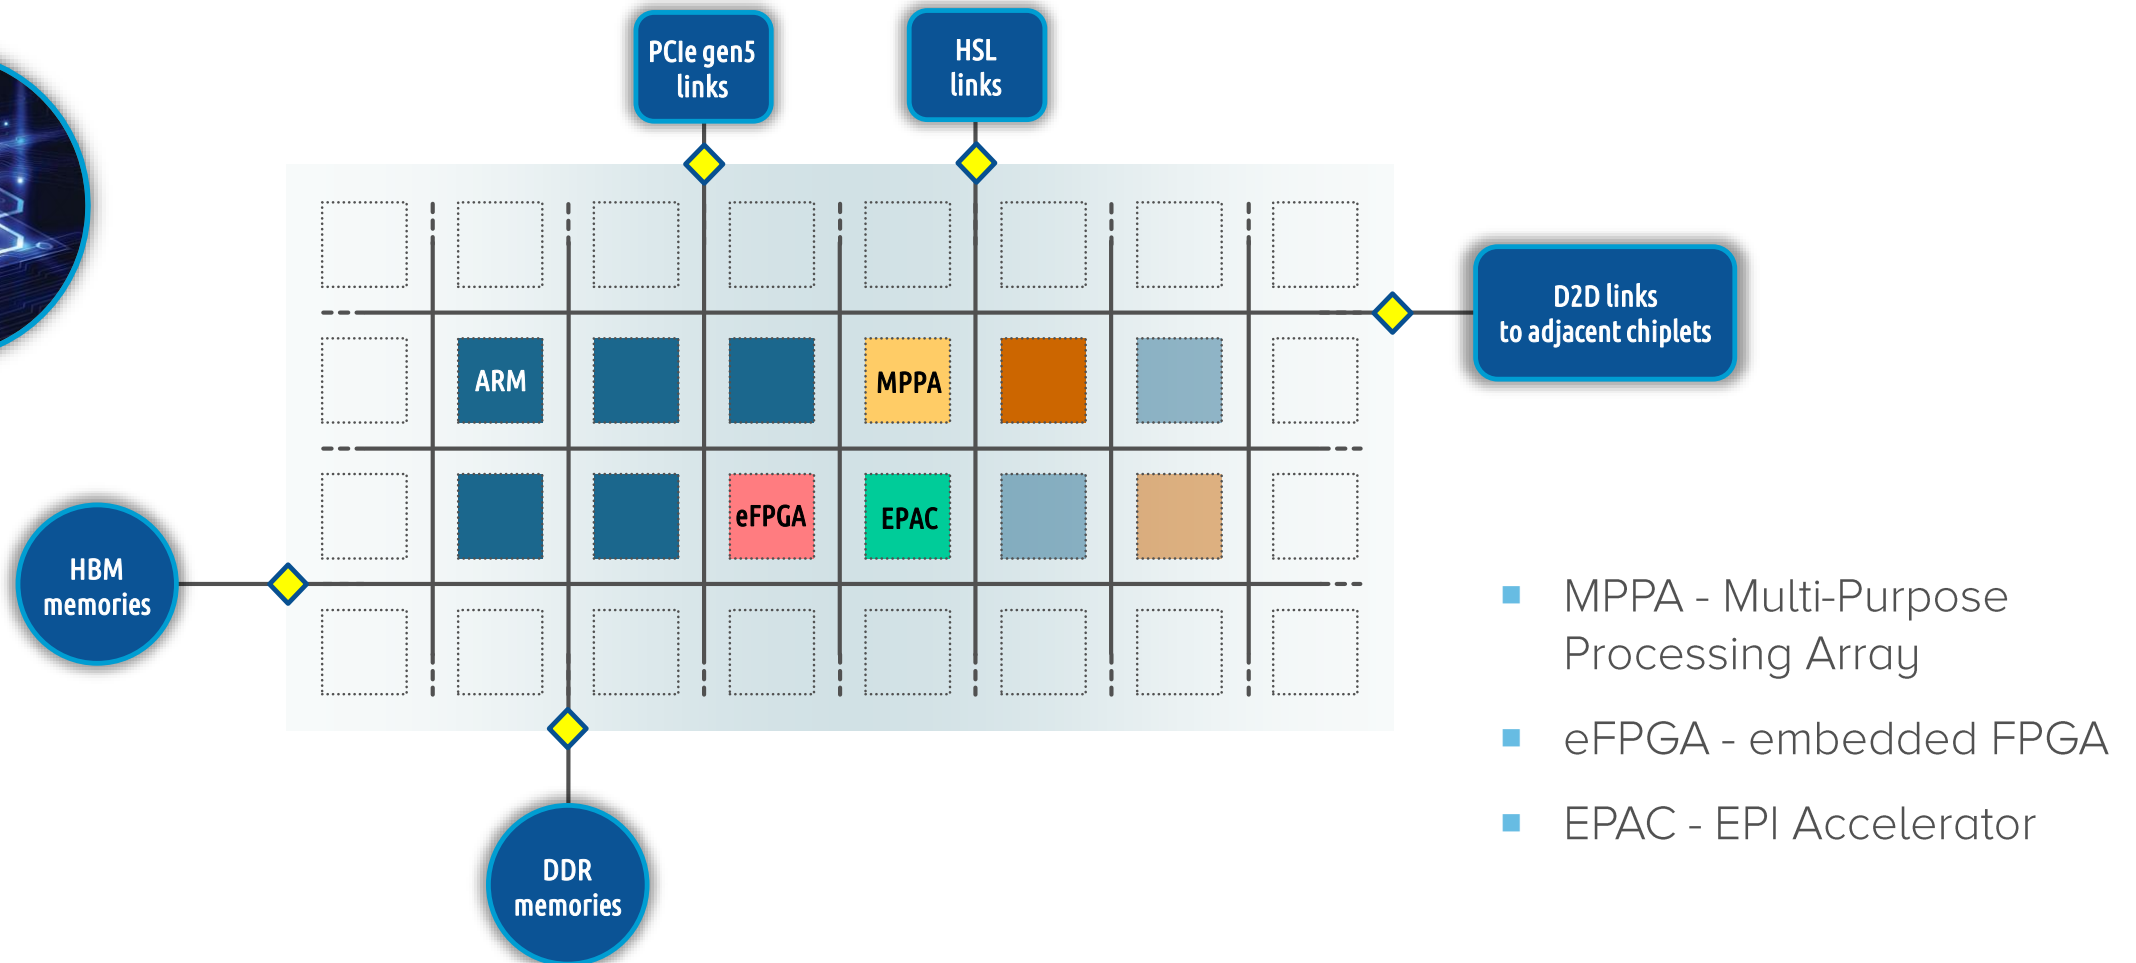 PCIe gen5
links
HSL
links
D2D links
to adjacent chiplets
ARM
MPPA
eFPGA
EPAC
HBM
memories
DDR
memories
MPPA - Multi-Purpose
Processing Array
eFPGA - embedded FPGA
EPAC - EPI Accelerator